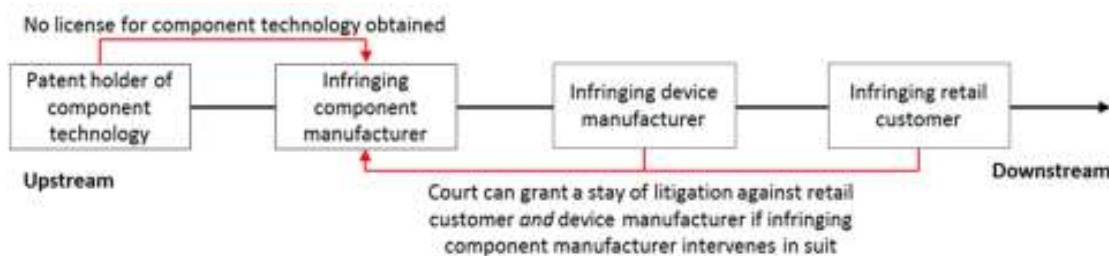 No license for component technology obtained
Patent holder of
component
technology
Infringing
component
manufacturer
Infringing device
manufacturer
Infringing retail
customer
Upstream
Downstream
Court can grant a stay of litigation against retail
customer and device manufacturer if infringing
component manufacturer intervenes in suit